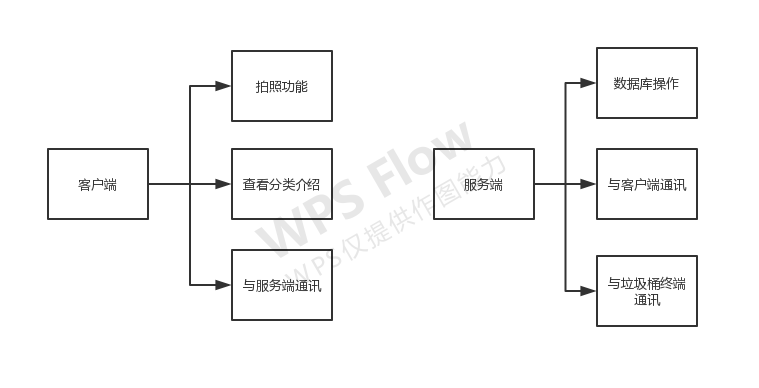 拍照功能
客户端
查看分类介绍
与服务端通讯
数据库操作
服务端
与客户端通讯
与垃圾桶终端
通讯
WPS Flow
WPS仅提供作图能力